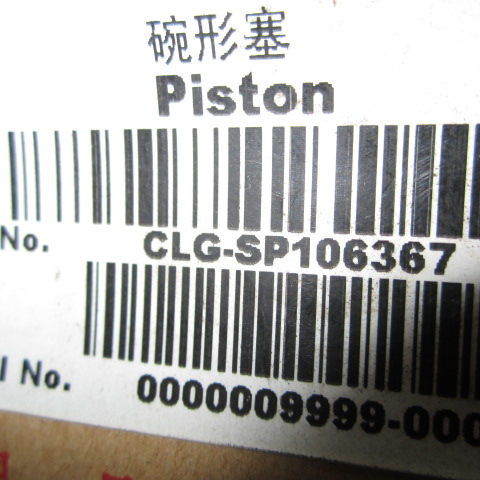 碗形塞
Piston
No. CLG-SP106367
l No. 0000009999-000